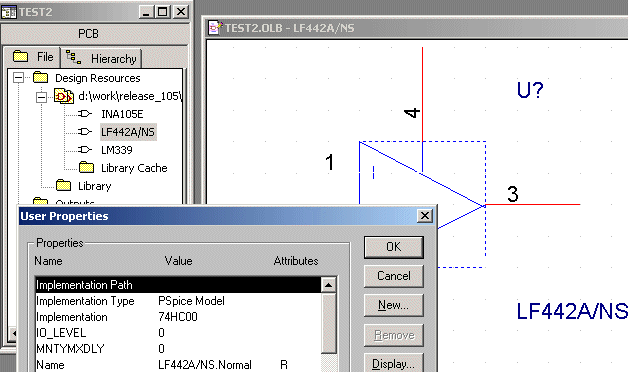 TEST2
PCB
File
Hierarchy
Design Resources
d:\work\release_105\
INA105E
LF442A/NS
LM339
Library Cache
Library
Outputs
TEST2.OLB - LF442A/NS
U?
4
1
3
LF442A/NS
User Properties
Properties
Name Value Attributes
Implementation Path
Implementation Type PSpice Model
Implementation 74HC00
IO_LEVEL 0
MNTYMXDLY 0
Name LF442A/NS.Normal R
OK
Cancel
New...
Remove
Display...